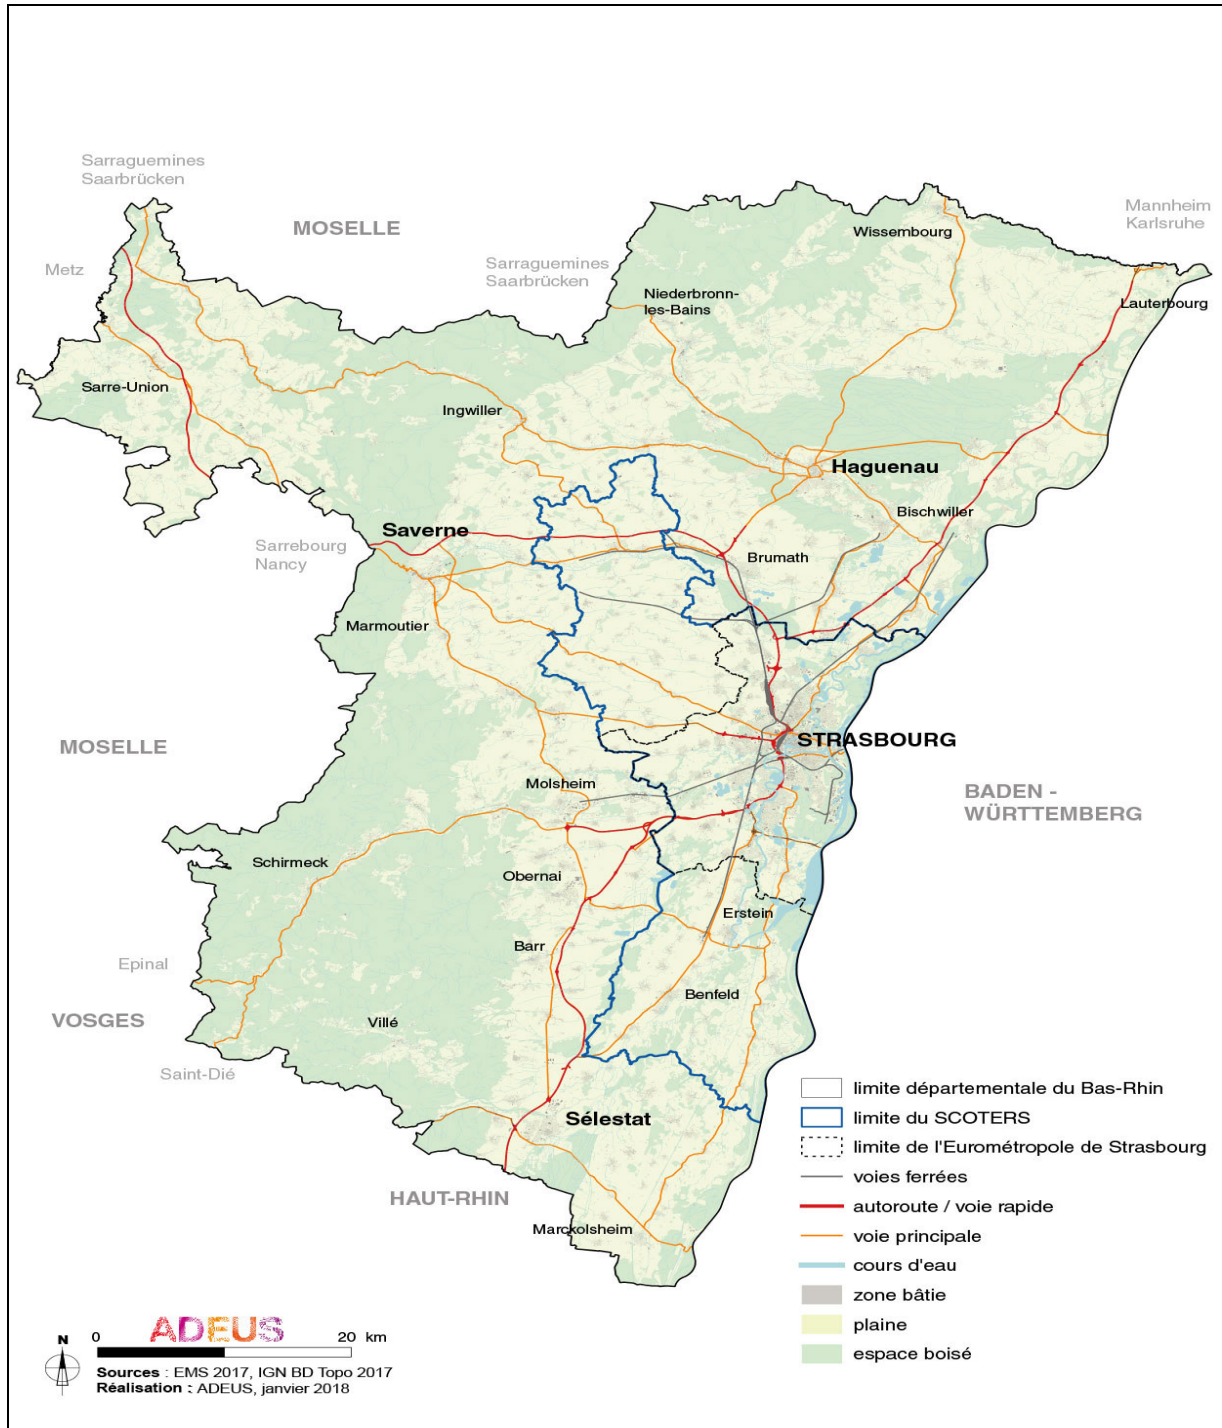 Sarraguemines
Saarbrücken
MOSELLE
Mannheim
Karlsruhe
Wissembourg
Metz
Sarraguemines
Saarbrücken
Niederbronn-
les-Bains
Lauterbourg
Sarre-Union
Ingwiller
Haguenau
Bischwiller
Saverne
Sarrebourg
Nancy
Brumath
Marmoutier
MOSELLE
STRASBOURG
Molsheim
BADEN -
WÜRTTEMBERG
Schirmeck
Obernai
Erstein
Barr
Epinal
Benfeld
VOSGES
Villé
Saint-Dié
Sélestat
HAUT-RHIN
Marckolsheim
limite départementale du Bas-Rhin
limite du SCOTERS
limite de l'Eurométropole de Strasbourg
voies ferrées
autoroute / voie rapide
voie principale
cours d'eau
zone bâtie
plaine
espace boisé
N
0 20 km
ADEUS
Sources : EMS 2017, IGN BD Topo 2017
Réalisation : ADEUS, janvier 2018